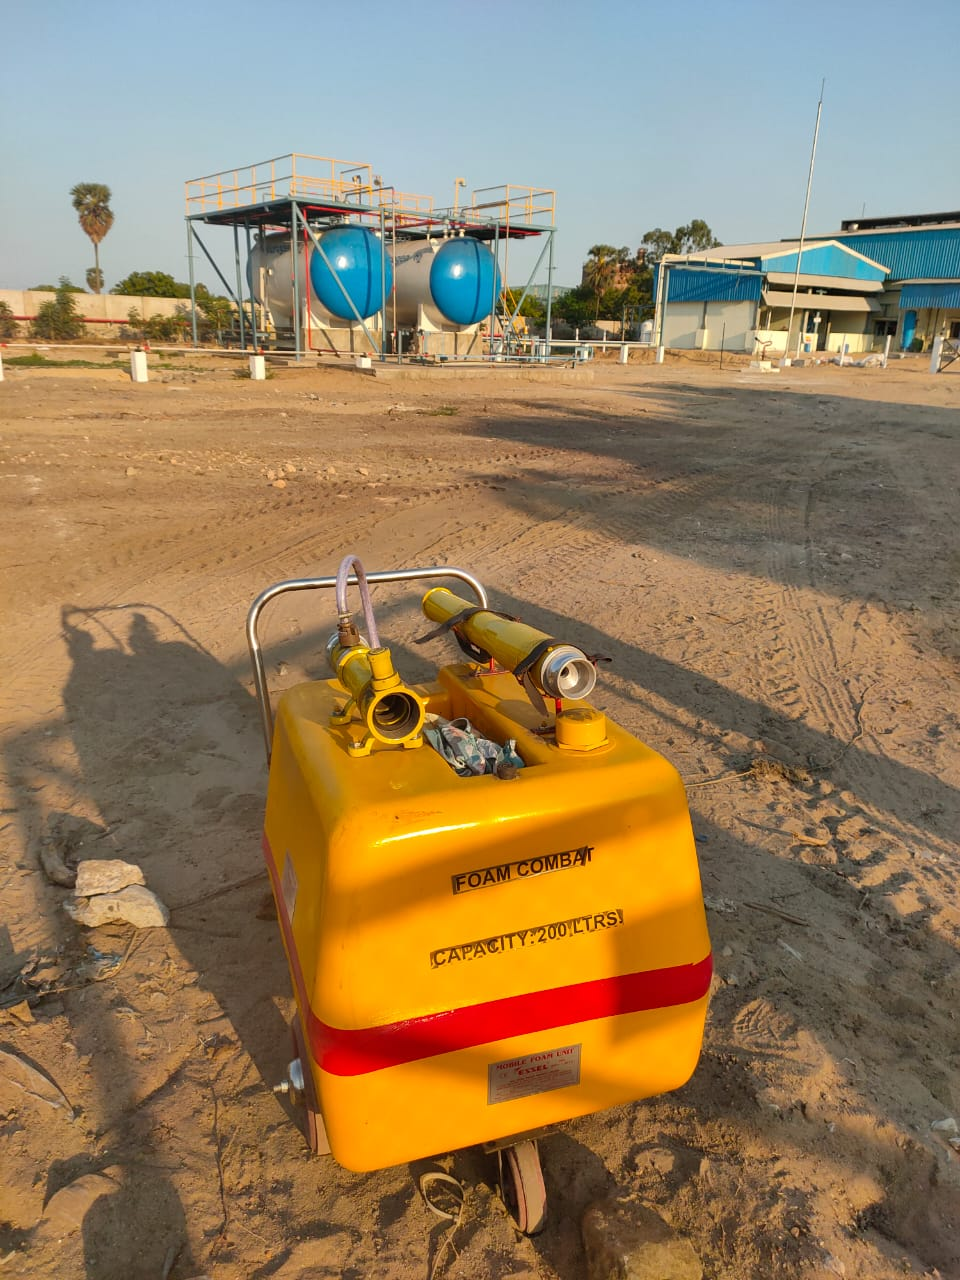 FOAM COMBAT
CAPACITY: 200 LTRS.
MOBILE FOAM UNIT
ESSEL